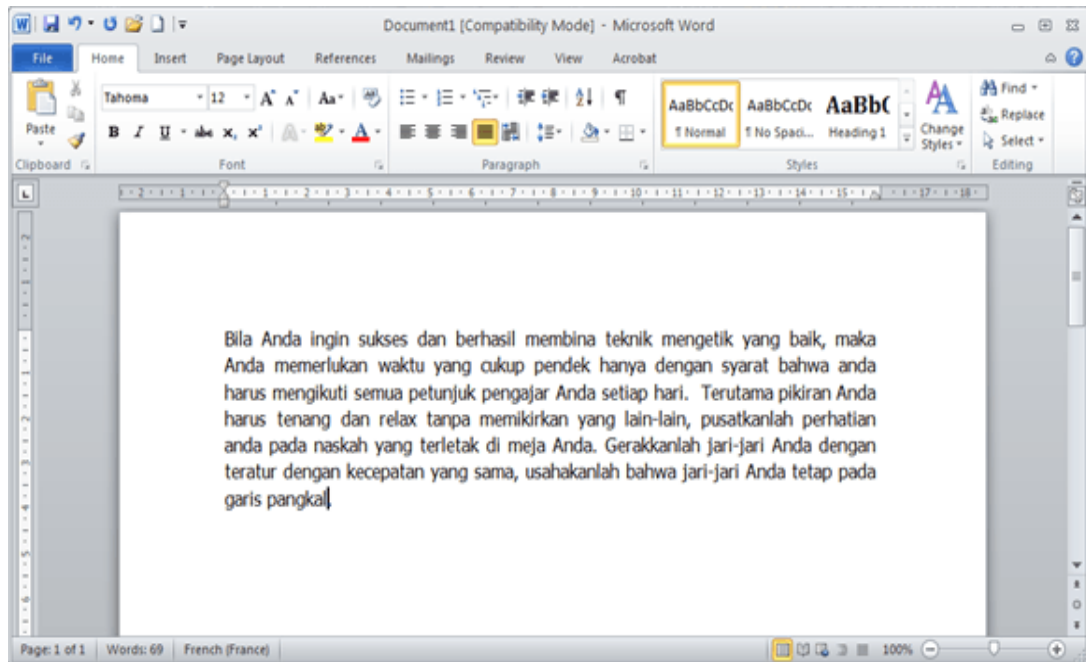 Document1 [Compatibility Mode] - Microsoft Word
File Home Insert Page Layout References Mailings Review View Acrobat
Paste
Tahoma 12
AaBbCcDc AaBbCcDc AaBbC
¶ Normal ¶ No Spaci... Heading 1
Change Styles
Find
Replace
Select
Clipboard Font Paragraph Styles Editing
Bila Anda ingin sukses dan berhasil membina teknik mengetik yang baik, maka
Anda memerlukan waktu yang cukup pendek hanya dengan syarat bahwa anda
harus mengikuti semua petunjuk pengajar Anda setiap hari. Terutama pikiran Anda
harus tenang dan relax tanpa memikirkan yang lain-lain, pusatkanlah perhatian
anda pada naskah yang terletak di meja Anda. Gerakkanlah jari-jari Anda dengan
teratur dengan kecepatan yang sama, usahakanlah bahwa jari-jari Anda tetap pada
garis pangkal.
Page: 1 of 1 Words: 69 French (France) 100%